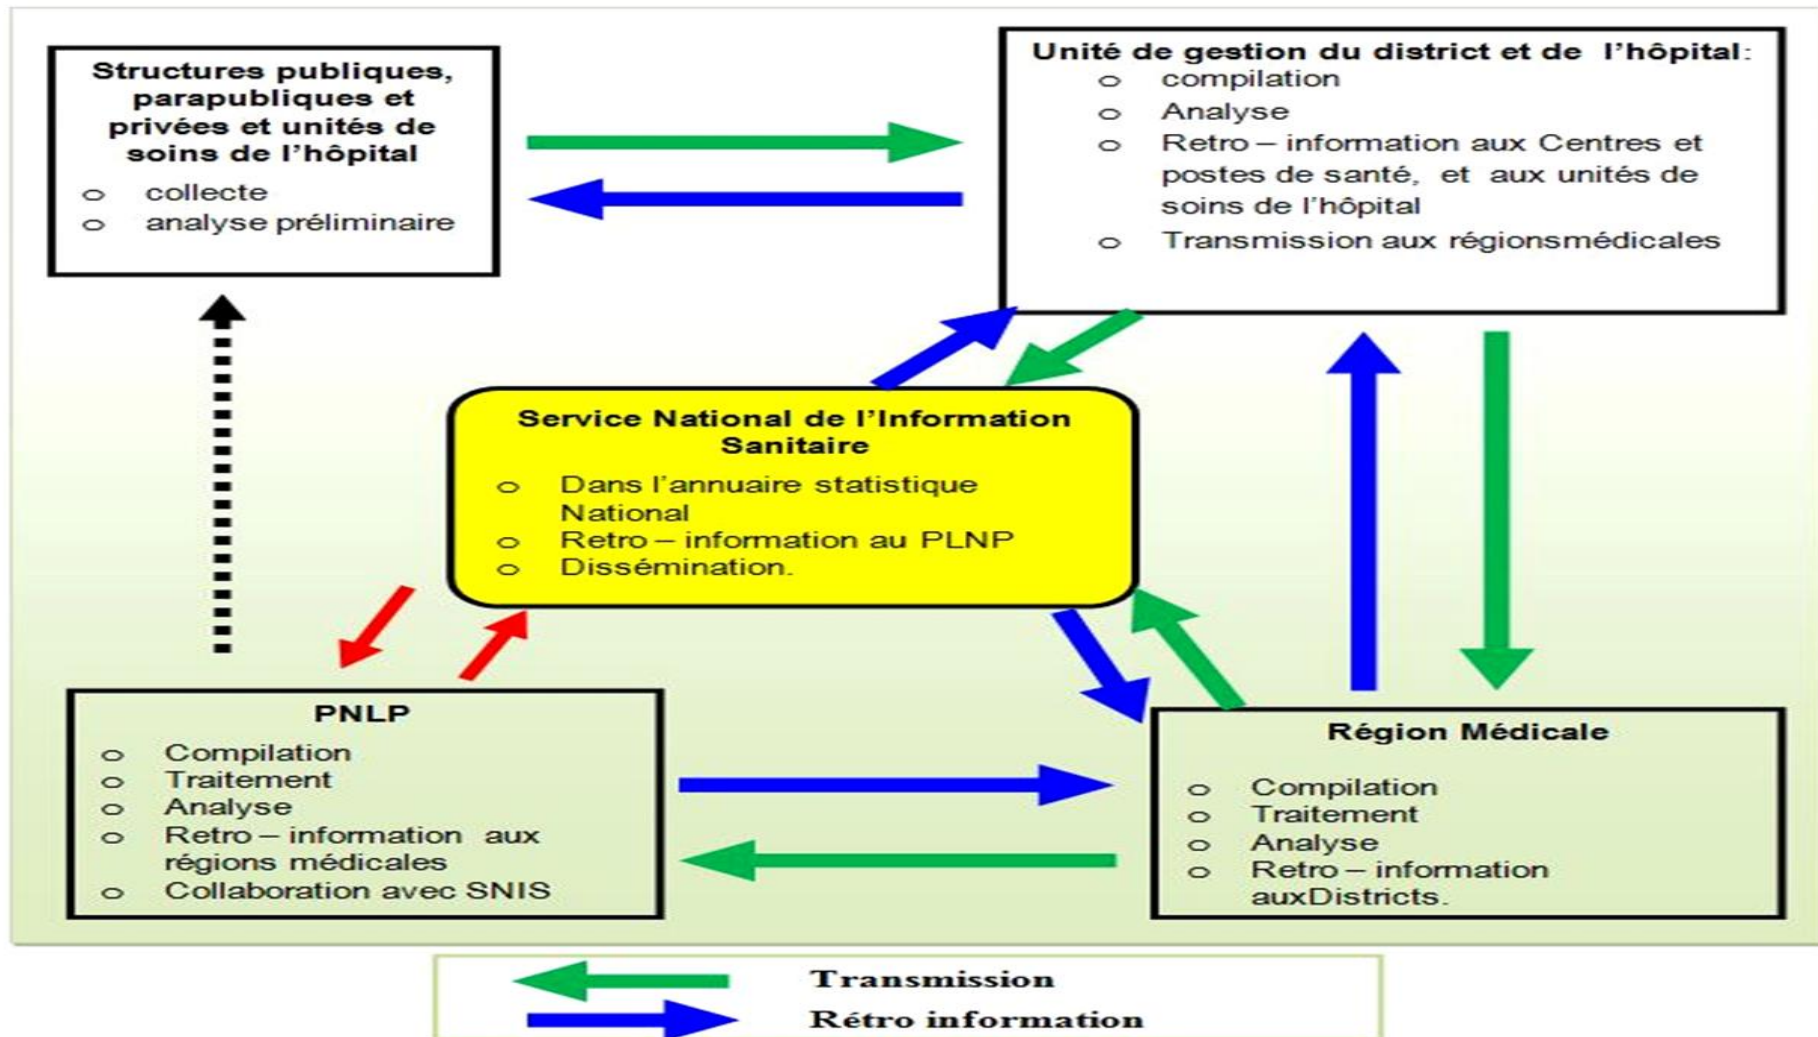 Structures publiques,
parapubliques et
privées et unités de
soins de l'hôpital
o collecte
o analyse préliminaire
Unité de gestion du district et de l'hôpital:
o compilation
o Analyse
o Retro – information aux Centres et
postes de santé, et aux unités de
soins de l'hôpital
o Transmission aux régionsmédicales
Service National de l'Information
Sanitaire
o Dans l'annuaire statistique
National
o Retro – information au PLNP
o Dissémination.
PNLP
o Compilation
o Traitement
o Analyse
o Retro – information aux
régions médicales
o Collaboration avec SNIS
Région Médicale
o Compilation
o Traitement
o Analyse
o Retro – information
auxDistricts.
Transmission
Rétro information